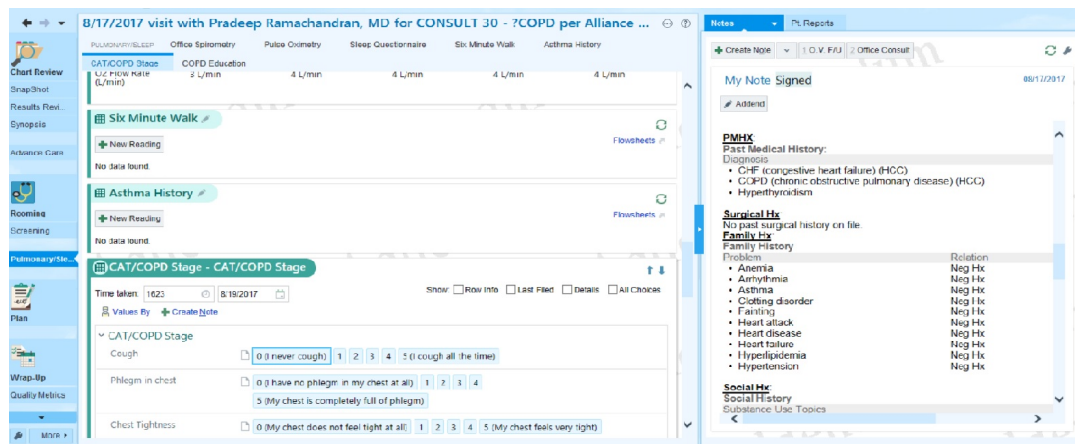 8/17/2017 visit with Pradeep Ramachandran, MD for CONSULT 30 - ?COPD per Alliance ...
PULMONARY/SLEEP Office Spirometry Pulse Oximetry Sleep Questionnaire Six Minute Walk Asthma History
CAT/COPD Stage COPD Education
Chart Review
SnapShot
Results Revi...
Synopsis
Advance Care
Rooming
Screening
Pulmonary/Sle...
Plan
Wrap-Up
Quality Metrics
More
O2 Flow Rate 3 L/min 4 L/min 4 L/min 4 L/min 4 L/min
(L/min)
Six Minute Walk
New Reading Flowsheets
No data found.
Asthma History
New Reading Flowsheets
No data found.
CAT/COPD Stage - CAT/COPD Stage
Time taken: 1623 8/19/2017 Show: Row Info Last Filed Details All Choices
Values By Create Note
CAT/COPD Stage
Cough 0 (I never cough) 1 2 3 4 5 (I cough all the time)
Phlegm in chest 0 (I have no phlegm in my chest at all) 1 2 3 4
5 (My chest is completely full of phlegm)
Chest Tightness 0 (My chest does not feel tight at all) 1 2 3 4 5 (My chest feels very tight)
Notes Pt. Reports
Create Note 1 O.V. F/U 2 Office Consult
My Note Signed 08/17/2017
Addend
PMHX:
Past Medical History:
Diagnosis
• CHF (congestive heart failure) (HCC)
• COPD (chronic obstructive pulmonary disease) (HCC)
• Hyperthyroidism
Surgical Hx
No past surgical history on file.
Family Hx:
Family History
Problem Relation
• Anemia Neg Hx
• Arrhythmia Neg Hx
• Asthma Neg Hx
• Clotting disorder Neg Hx
• Fainting Neg Hx
• Heart attack Neg Hx
• Heart disease Neg Hx
• Heart failure Neg Hx
• Hyperlipidemia Neg Hx
• Hypertension Neg Hx
Social Hx:
Social History
Substance Use Topics